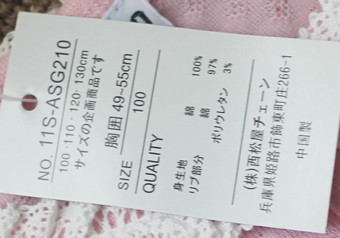 NO. 11S-ASG210
100・110・120・130cm
サイズの企画商品です
胸囲 49~55cm
SIZE 100
QUALITY
身生地 綿 100%
リブ部分 綿 97%
ポリウレタン 3%
(株)西松屋チェーン
兵庫県姫路市飾東町庄266-1
中国製